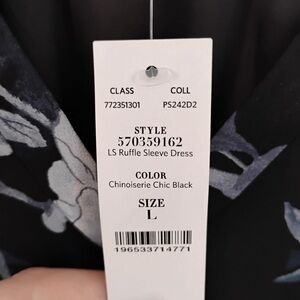 CLASS COLL
772351301 PS242D2
STYLE
570359162
LS Ruffle Sleeve Dress
COLOR
Chinoiserie Chic Black
SIZE
L
196533714771